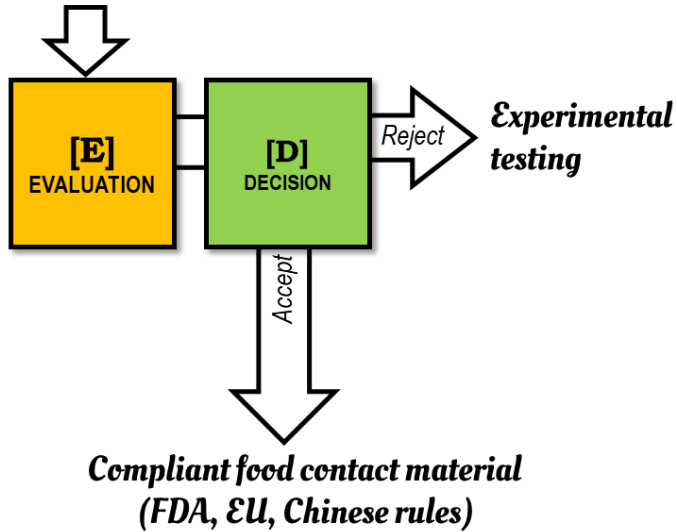 [E]
EVALUATION
[D]
DECISION
Reject
Experimental
testing
Accept
Compliant food contact material
(FDA, EU, Chinese rules)